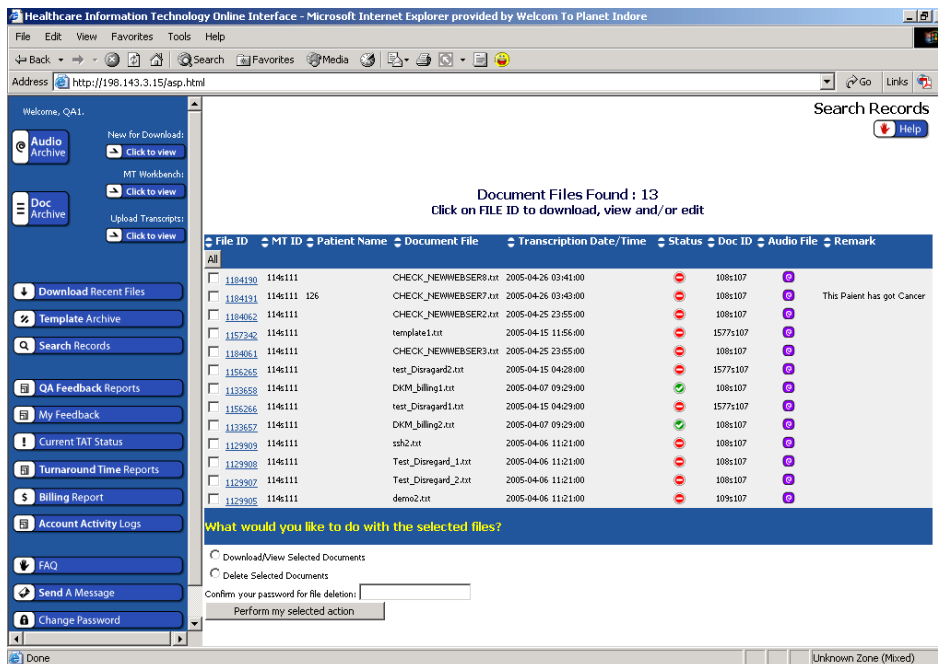 Healthcare Information Technology Online Interface - Microsoft Internet Explorer provided by Welcom To Planet Indore
File Edit View Favorites Tools Help
Back Search Favorites Media
Address http://198.143.3.15/asp.html Go Links
Welcome, QA1.
Audio Archive
New for Download:
Click to view
MT Workbench:
Click to view
Doc Archive
Upload Transcripts:
Click to view
Download Recent Files
Template Archive
Search Records
QA Feedback Reports
My Feedback
Current TAT Status
Turnaround Time Reports
Billing Report
Account Activity Logs
FAQ
Send A Message
Change Password
Search Records
Help
Document Files Found : 13
Click on FILE ID to download, view and/or edit
File ID MT ID Patient Name Document File Transcription Date/Time Status Doc ID Audio File Remark
All
1184190 114s111 CHECK_NEWWEBSER8.txt 2005-04-26 03:41:00 108s107
1184191 114s111 126 CHECK_NEWWEBSER7.txt 2005-04-26 03:43:00 108s107 This Paient has got Cancer
1184062 114s111 CHECK_NEWWEBSER2.txt 2005-04-25 23:55:00 108s107
1157342 114s111 template1.txt 2005-04-15 11:56:00 1577s107
1184061 114s111 CHECK_NEWWEBSER3.txt 2005-04-25 23:55:00 108s107
1156265 114s111 test_Disragard2.txt 2005-04-15 04:28:00 1577s107
1133658 114s111 DKM_billing1.txt 2005-04-07 09:29:00 108s107
1156266 114s111 test_Disragard1.txt 2005-04-15 04:29:00 1577s107
1133657 114s111 DKM_billing2.txt 2005-04-07 09:29:00 108s107
1129909 114s111 ssh2.txt 2005-04-06 11:21:00 108s107
1129908 114s111 Test_Disregard_1.txt 2005-04-06 11:21:00 108s107
1129907 114s111 Test_Disregard_2.txt 2005-04-06 11:21:00 108s107
1129905 114s111 demo2.txt 2005-04-06 11:21:00 109s107
What would you like to do with the selected files?
Download/View Selected Documents
Delete Selected Documents
Confirm your password for file deletion:
Perform my selected action
Done Unknown Zone (Mixed)